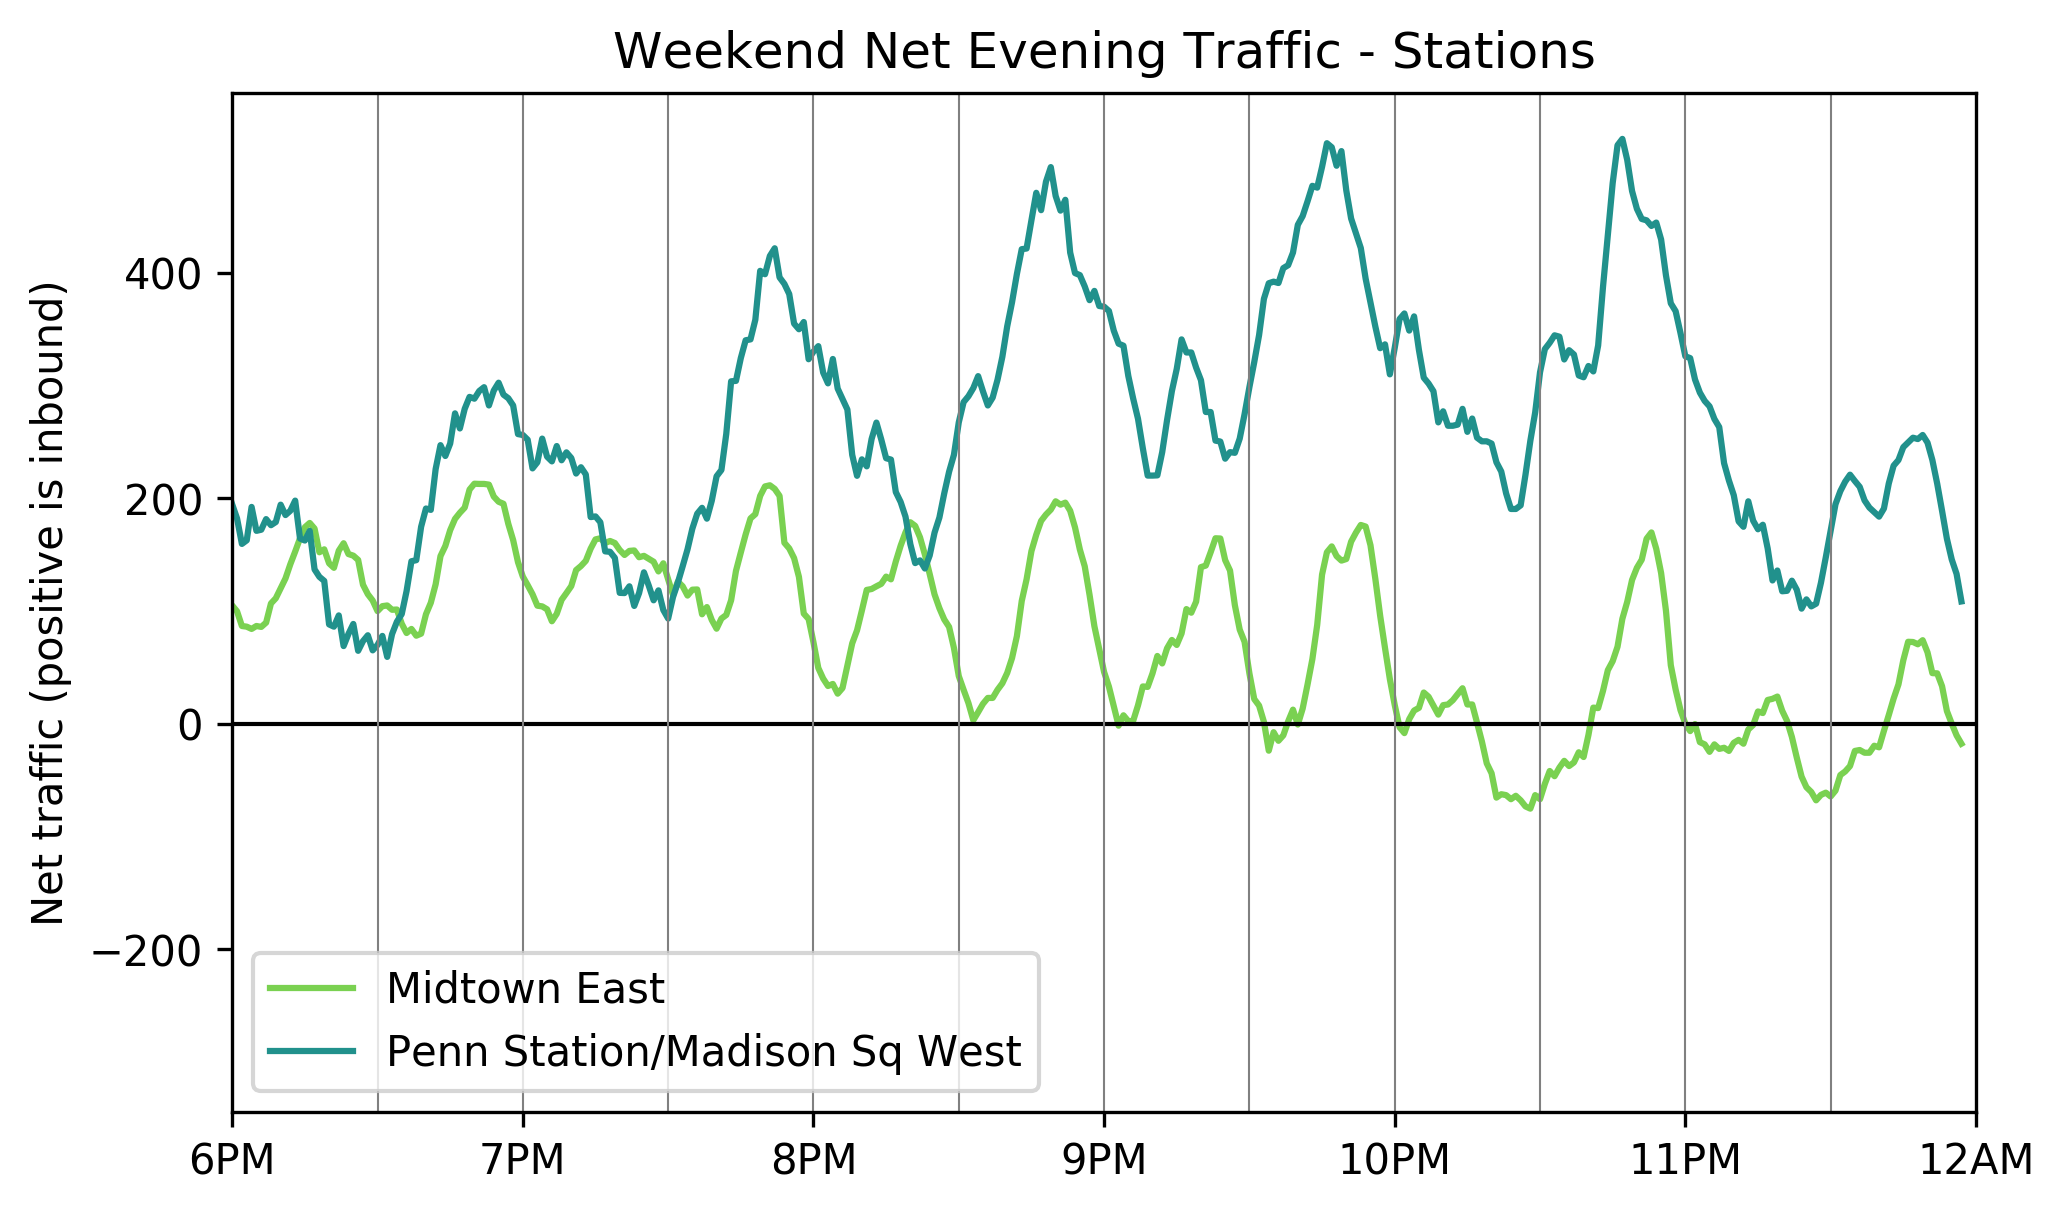 Weekend Net Evening Traffic - Stations
Net traffic (positive is inbound)
400
200
0
−200
Midtown East
Penn Station/Madison Sq West
6PM 7PM 8PM 9PM 10PM 11PM 12AM